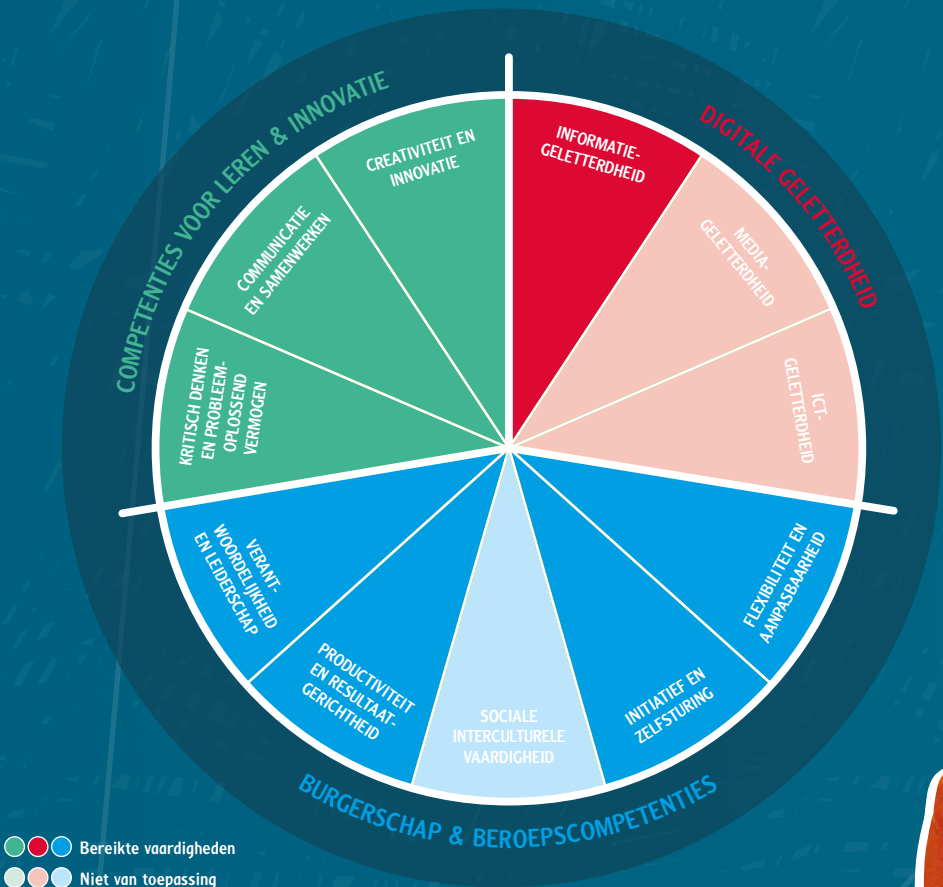 COMPETENTIES VOOR LEREN & INNOVATIE
DIGITALE GELETTERDHEID
CREATIVITEIT EN
INNOVATIE
INFORMATIE-
GELETTERDHEID
COMMUNICATIE
EN SAMENWERKEN
MEDIA-
GELETTERDHEID
KRITISCH DENKEN
EN PROBLEEM-
OPLOSSEND
VERMOGEN
ICT-
GELETTERDHEID
VERANT-
WOORDELIJKHEID
EN LEIDERSCHAP
FLEXIBILITEIT EN
AANPASBAARHEID
PRODUCTIVITEIT
EN RESULTAAT-
GERICHTHEID
SOCIALE
INTERCULTURELE
VAARDIGHEID
INITIATIEF EN
ZELFSTURING
BURGERSCHAP & BEROEPSCOMPETENTIES
Bereikte vaardigheden
Niet van toepassing